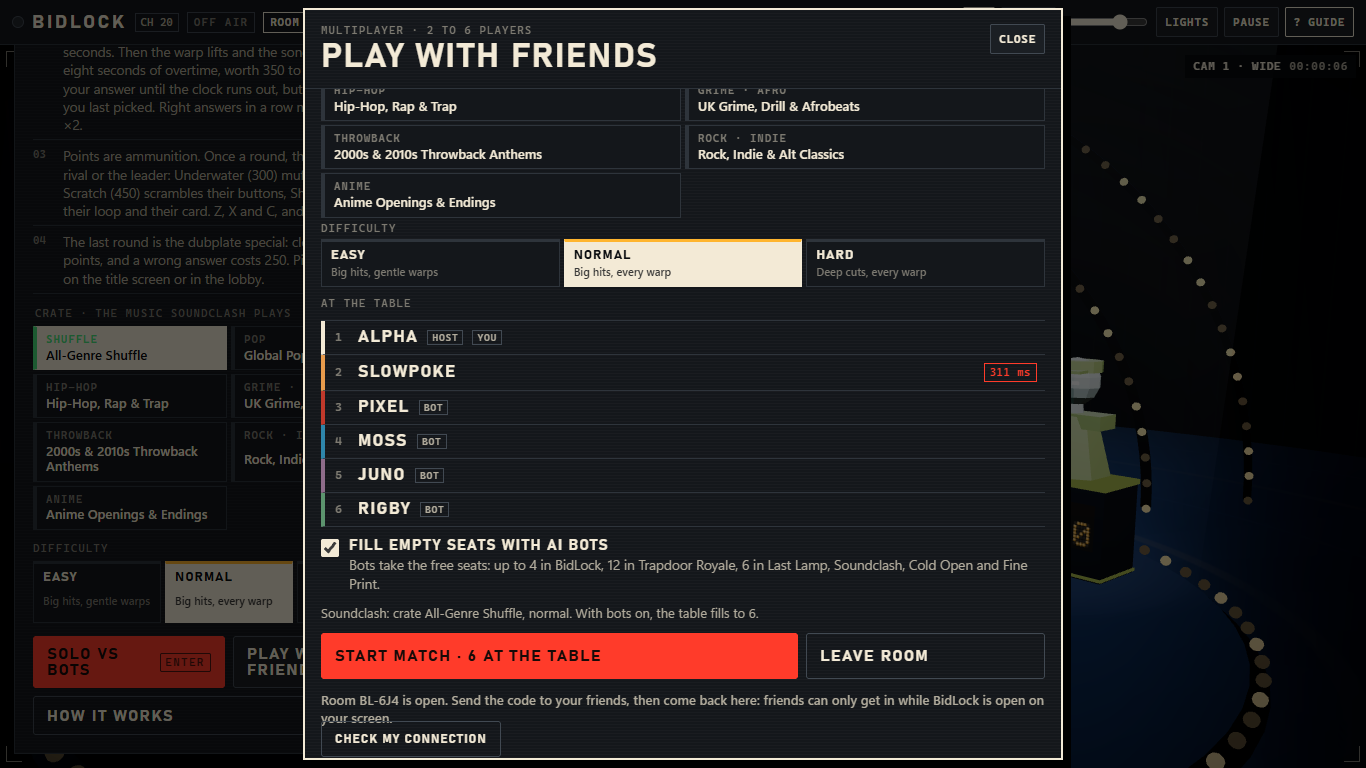 BIDLOCK CH 20 OFF AIR ROOM
LIGHTS PAUSE ? GUIDE
CAM 1 · WIDE 00:00:06
seconds. Then the warp lifts and the son
eight seconds of overtime, worth 350 to
your answer until the clock runs out, but
you last picked. Right answers in a row m
×2.
03 Points are ammunition. Once a round, th
rival or the leader: Underwater (300) mut
Scratch (450) scrambles their buttons, Sh
their loop and their card. Z, X and C, and
04 The last round is the dubplate special: cl
points, and a wrong answer costs 250. Pi
on the title screen or in the lobby.
CRATE · THE MUSIC SOUNDCLASH PLAYS
SHUFFLE
All-Genre Shuffle
POP
Global Pop
HIP-HOP
Hip-Hop, Rap & Trap
GRIME ·
UK Grime,
THROWBACK
2000s & 2010s Throwback
Anthems
ROCK · I
Rock, Indi
ANIME
Anime Openings & Endings
DIFFICULTY
EASY
Big hits, gentle warps
NORMAL
Big hits, every warp
SOLO VS
BOTS
ENTER
PLAY W
FRIEN
HOW IT WORKS
MULTIPLAYER · 2 TO 6 PLAYERS
PLAY WITH FRIENDS
CLOSE
HIP-HOP
Hip-Hop, Rap & Trap
GRIME · AFRO
UK Grime, Drill & Afrobeats
THROWBACK
2000s & 2010s Throwback Anthems
ROCK · INDIE
Rock, Indie & Alt Classics
ANIME
Anime Openings & Endings
DIFFICULTY
EASY
Big hits, gentle warps
NORMAL
Big hits, every warp
HARD
Deep cuts, every warp
AT THE TABLE
1 ALPHA HOST YOU
2 SLOWPOKE 311 ms
3 PIXEL BOT
4 MOSS BOT
5 JUNO BOT
6 RIGBY BOT
FILL EMPTY SEATS WITH AI BOTS
Bots take the free seats: up to 4 in BidLock, 12 in Trapdoor Royale, 6 in Last Lamp, Soundclash, Cold Open and Fine
Print.
Soundclash: crate All-Genre Shuffle, normal. With bots on, the table fills to 6.
START MATCH · 6 AT THE TABLE
LEAVE ROOM
Room BL-6J4 is open. Send the code to your friends, then come back here: friends can only get in while BidLock is open on
your screen.
CHECK MY CONNECTION
0